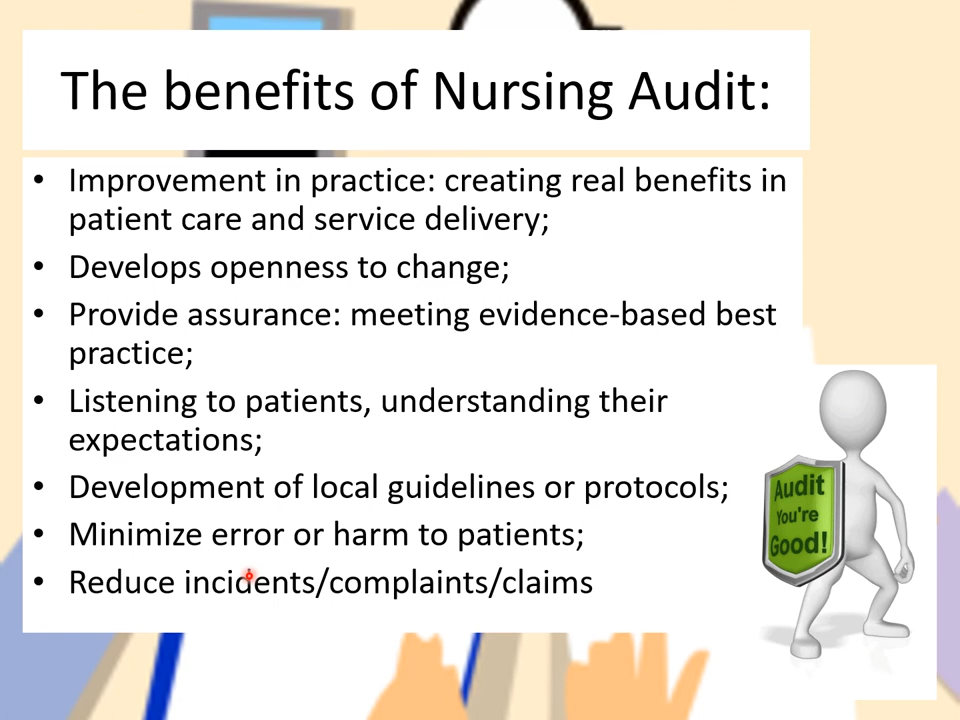 The benefits of Nursing Audit:
• Improvement in practice: creating real benefits in
patient care and service delivery;
• Develops openness to change;
• Provide assurance: meeting evidence-based best
practice;
• Listening to patients, understanding their
expectations;
• Development of local guidelines or protocols;
• Minimize error or harm to patients;
• Reduce incidents/complaints/claims
Audit
You're
Good!